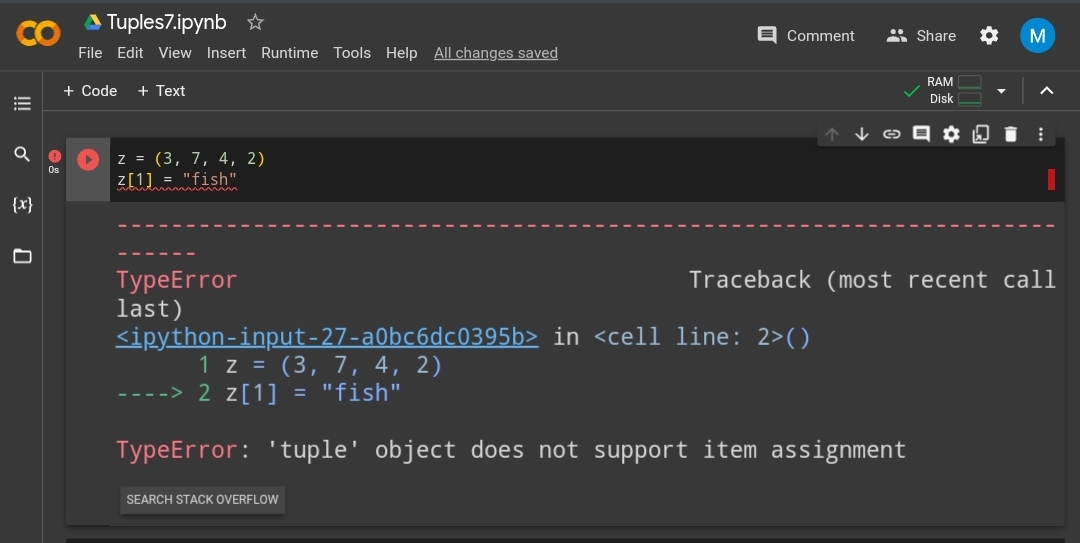 Tuples7.ipynb
File Edit View Insert Runtime Tools Help All changes saved
Comment Share M
+ Code + Text
RAM
Disk
0s
{x}
z = (3, 7, 4, 2)
z[1] = "fish"
---------------------------------------------------------------------
------
TypeError Traceback (most recent call
last)
<ipython-input-27-a0bc6dc0395b> in <cell line: 2>()
1 z = (3, 7, 4, 2)
----> 2 z[1] = "fish"
TypeError: 'tuple' object does not support item assignment
SEARCH STACK OVERFLOW